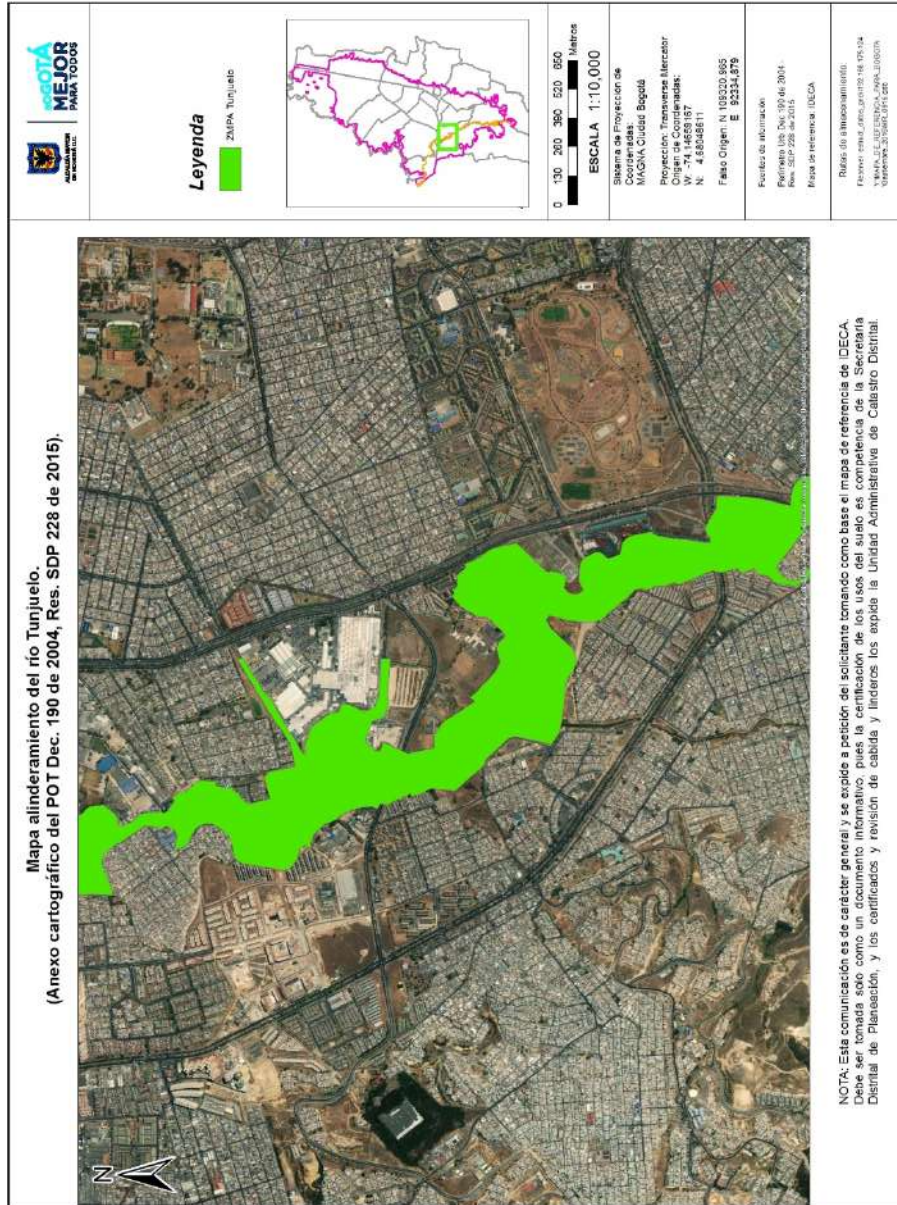 Mapa alinderamiento del río Tunjuelo.
(Anexo cartográfico del POT Dec. 190 de 2004, Res. SDP 228 de 2015).
N
ALCALDÍA MAYOR
DE BOGOTÁ D.C.
BOGOTÁ
MEJOR
PARA TODOS
Leyenda
ZMPA Tunjuelo
0 130 260 390 520 650
Metros
ESCALA 1:10,000
Sistema de Proyección de
Coordenadas:
MAGNA Ciudad Bogotá
Proyección: Transverse Mercator
Origen de Coordenadas:
W: -74,14659167
N: 4,68048611
Falso Origen: N 109320,965
E 92334,879
Fuentes de información
Perímetro Urb Dec 190 de 2004
Res. SDP 228 de 2015
Mapa de referencia: IDECA
Rutas de almacenamiento:
NOTA: Esta comunicación es de carácter general y se expide a petición del solicitante tomando como base el mapa de referencia de IDECA.
Debe ser tomada solo como un documento informativo, pues la certificación de los usos del suelo es competencia de la Secretaría
Distrital de Planeación, y los certificados y revisión de cabida y linderos los expide la Unidad Administrativa de Catastro Distrital.